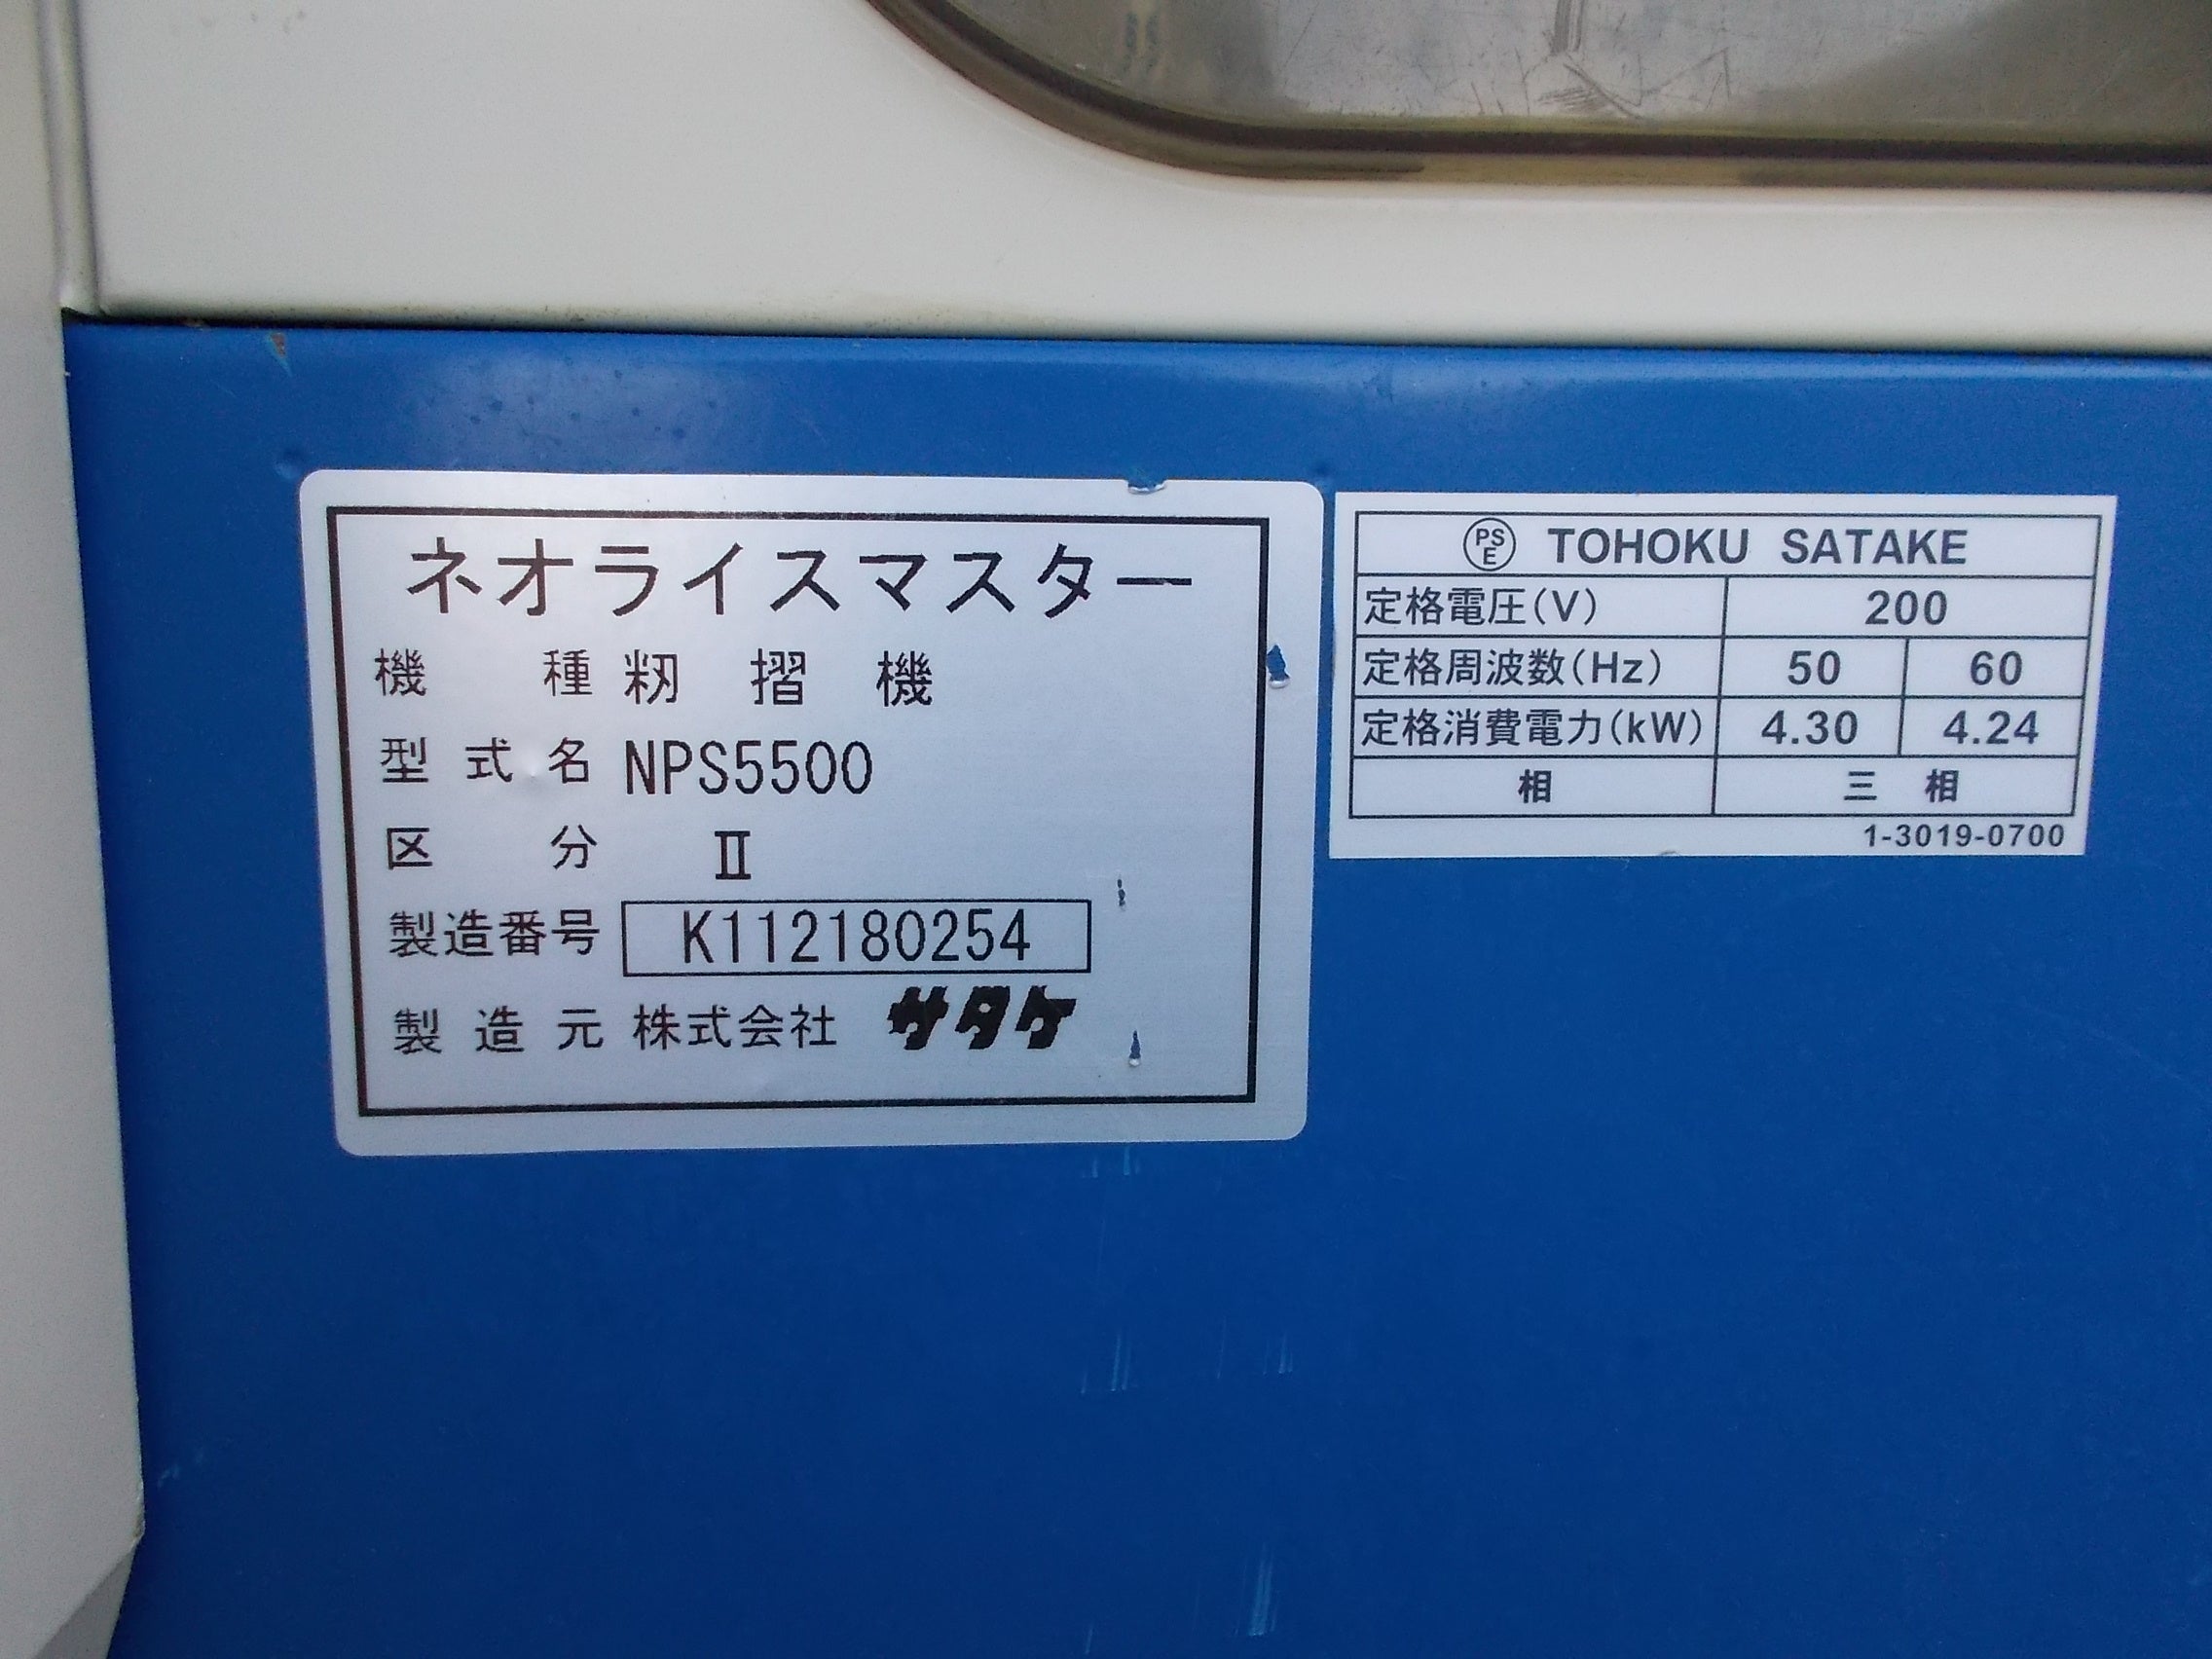 ネオライスマスター
機種 籾摺機
型式名 NPS5500
区分 Ⅱ
製造番号 K112180254
製造元 株式会社 サタケ
PSE TOHOKU SATAKE
定格電圧(V) 200
定格周波数(Hz) 50 60
定格消費電力(kW) 4.30 4.24
相 三相
1-3019-0700